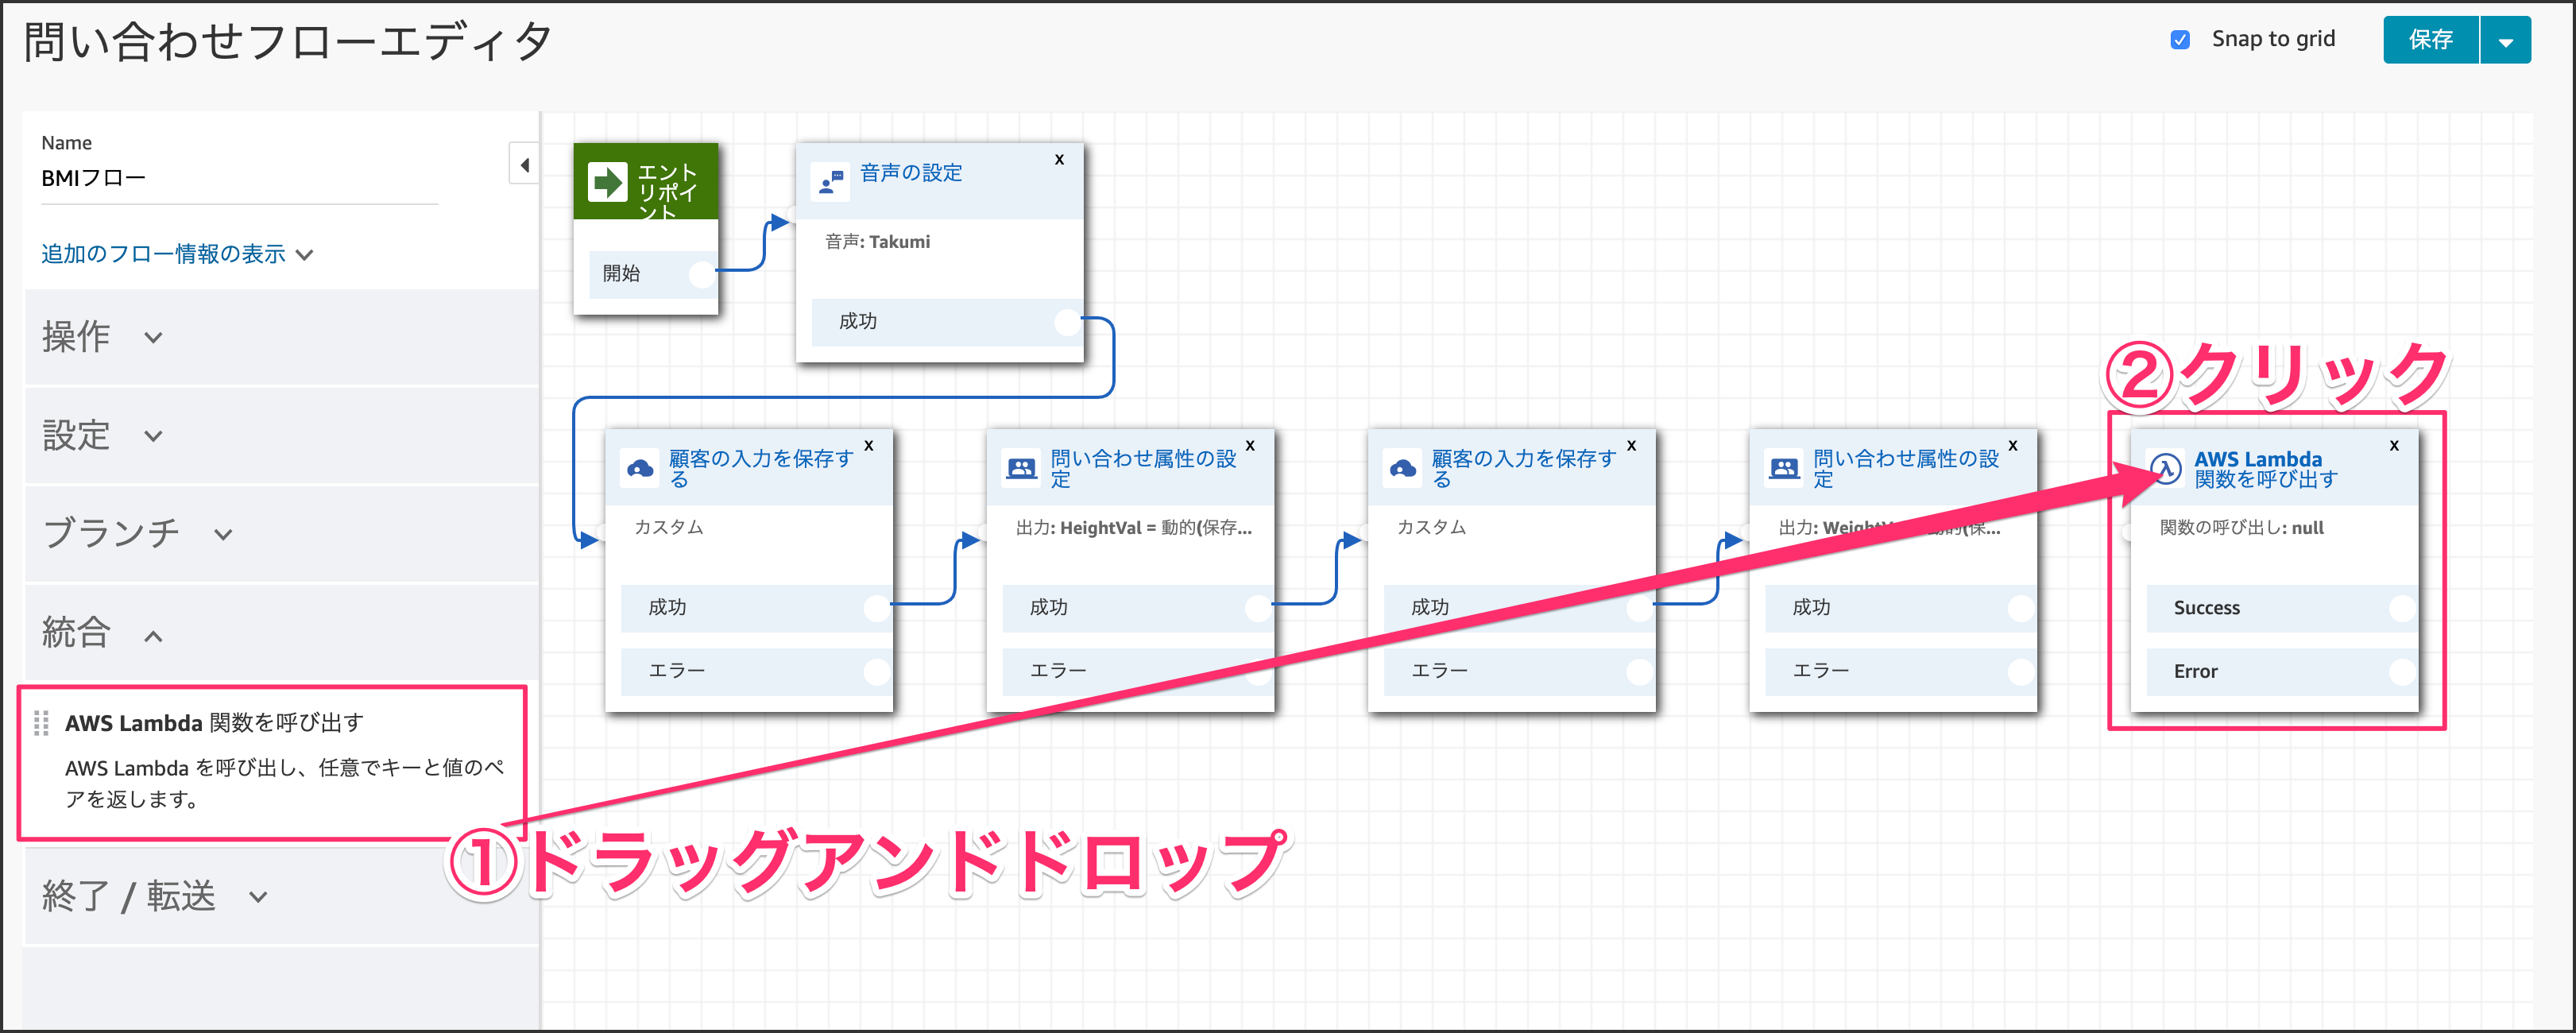 問い合わせフローエディタ
Snap to grid
保存
Name
BMIフロー
追加のフロー情報の表示
操作
設定
ブランチ
統合
AWS Lambda 関数を呼び出す
AWS Lambda を呼び出し、任意でキーと値のペ
アを返します。
終了 / 転送
エント
リポイ
ント
開始
音声の設定
x
音声: Takumi
成功
顧客の入力を保存す
る
x
カスタム
成功
エラー
問い合わせ属性の設
定
x
出力: HeightVal = 動的(保存...
成功
エラー
顧客の入力を保存す
る
x
カスタム
成功
エラー
問い合わせ属性の設
定
x
出力: 動的(保...
成功
エラー
②クリック
AWS Lambda
関数を呼び出す
x
関数の呼び出し: null
Success
Error
①ドラッグアンドドロップ